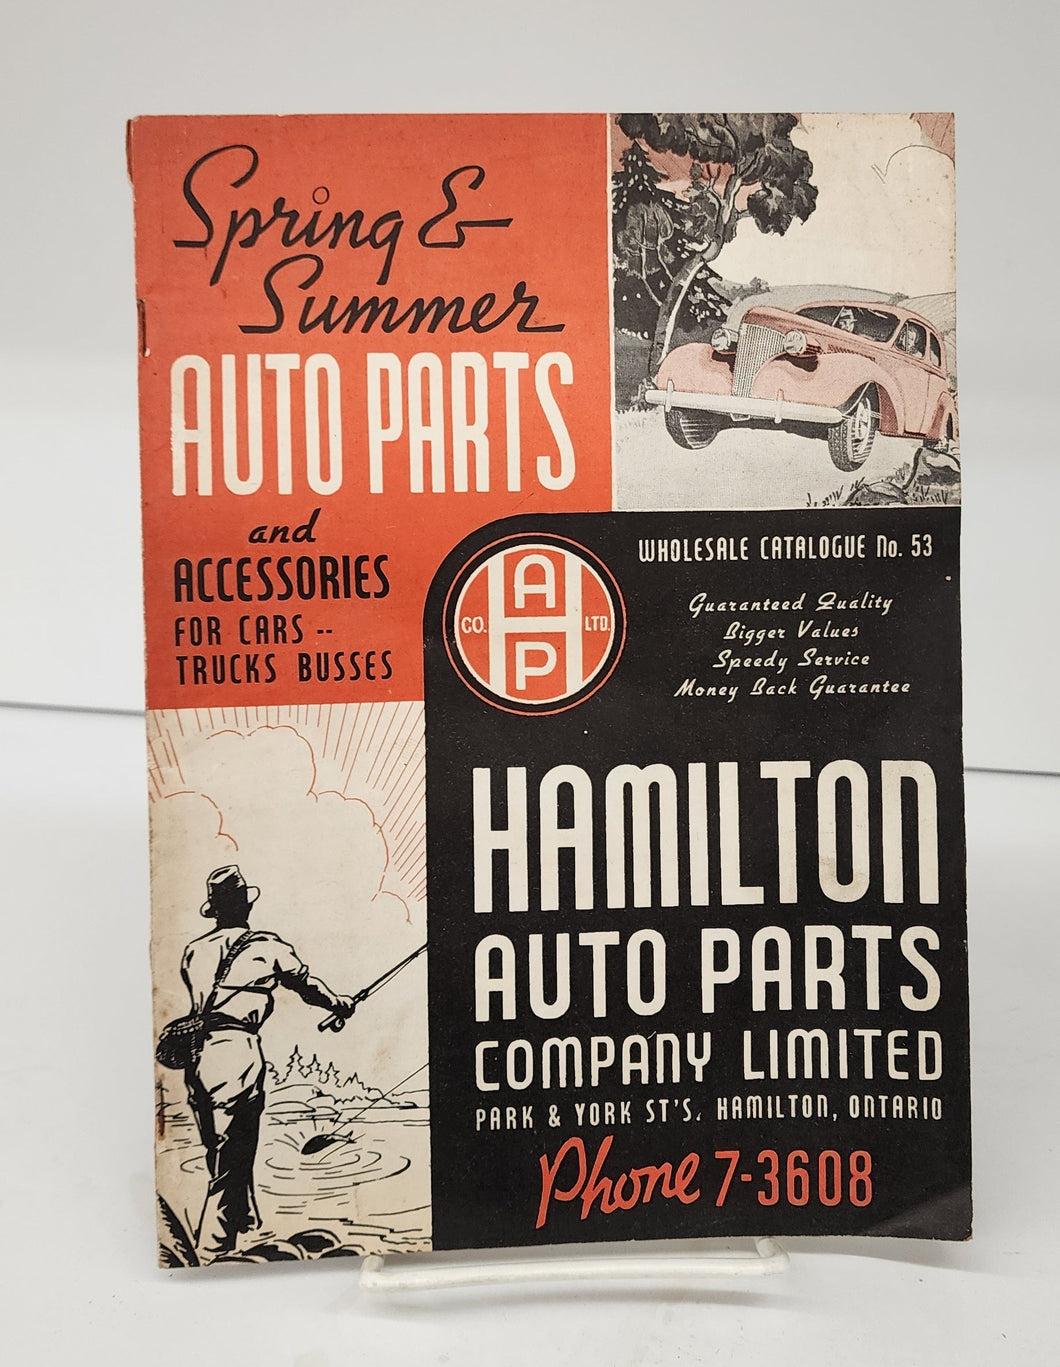 Spring &
Summer
AUTO PARTS
and
ACCESSORIES
FOR CARS --
TRUCKS BUSSES
HAP
CO. LTD.
WHOLESALE CATALOGUE No. 53
Guaranteed Quality
Bigger Values
Speedy Service
Money Back Guarantee
HAMILTON
AUTO PARTS
COMPANY LIMITED
PARK & YORK ST'S. HAMILTON, ONTARIO
Phone 7-3608